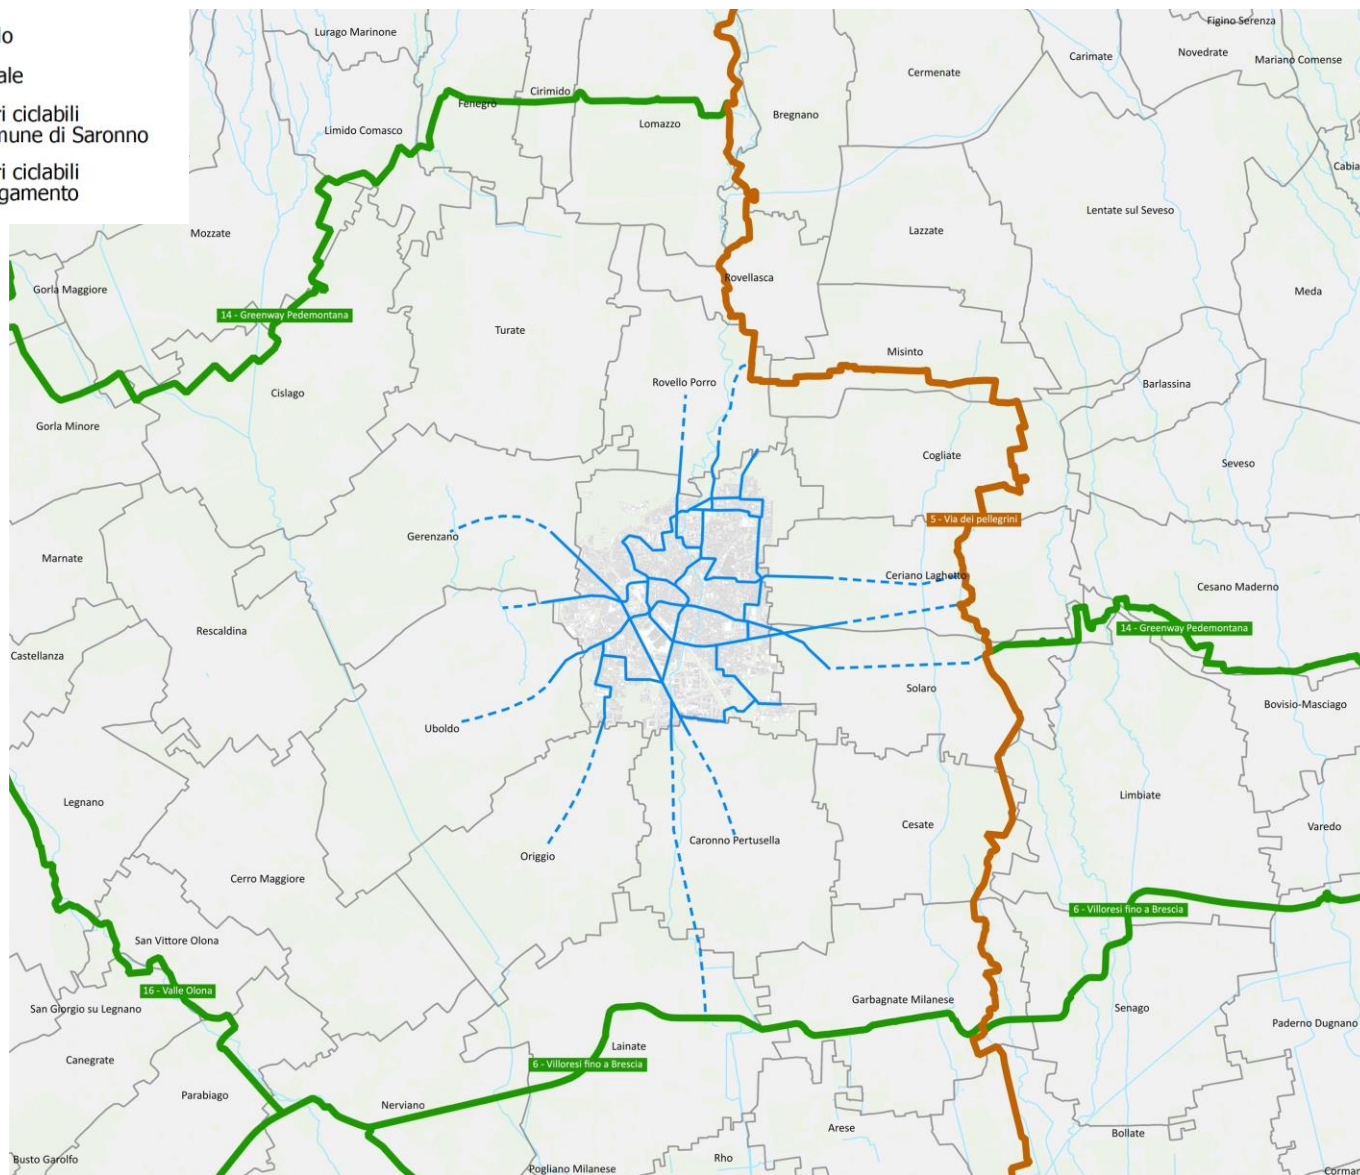 lo
ale
ri ciclabili
mune di Saronno
ri ciclabili
gamento
Lurago Marinone
Figino Serenza
Carimate
Novedrate
Mariano Comense
Cermenate
Cirimido
Fenegrò
Bregnano
Lomazzo
Limido Comasco
Cabia
Lentate sul Seveso
Mozzate
Lazzate
Rovellasca
Gorla Maggiore
Meda
14 - Greenway Pedemontana
Turate
Misinto
Rovello Porro
Barlassina
Cislago
Gorla Minore
Cogliate
Seveso
5 - Via dei pellegrini
Gerenzano
Marnate
Ceriano Laghetto
Cesano Maderno
Rescaldina
14 - Greenway Pedemontana
Castellanza
Solaro
Bovisio-Masciago
Uboldo
Limbiate
Legnano
Cesate
Varedo
Caronno Pertusella
Origgio
Cerro Maggiore
6 - Villoresi fino a Brescia
San Vittore Olona
16 - Valle Olona
Garbagnate Milanese
San Giorgio su Legnano
Senago
Paderno Dugnano
Lainate
Canegrate
6 - Villoresi fino a Brescia
Parabiago
Nerviano
Arese
Bollate
Busto Garolfo
Rho
Pogliano Milanese
Corma